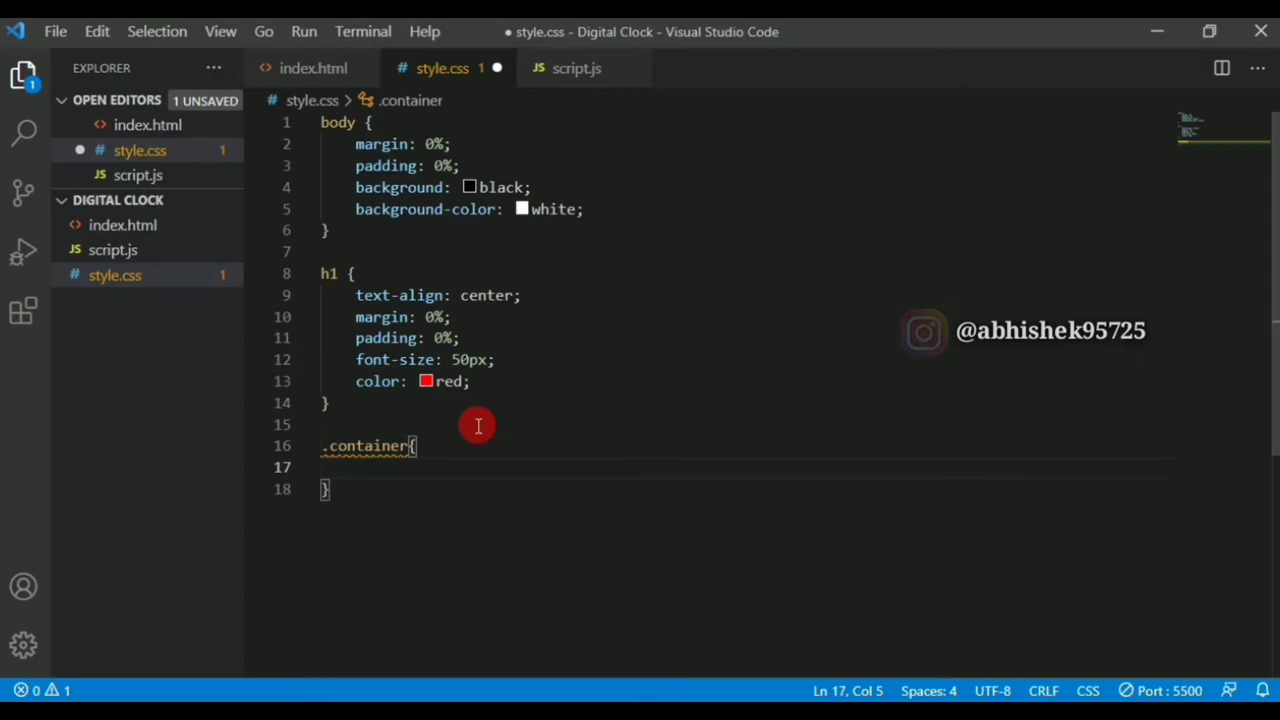 File Edit Selection View Go Run Terminal Help ● style.css - Digital Clock - Visual Studio Code
EXPLORER ···
index.html
style.css 1
script.js
OPEN EDITORS 1 UNSAVED
index.html
style.css 1
script.js
DIGITAL CLOCK
index.html
script.js
style.css 1
1
style.css > .container
1 body {
2     margin: 0%;
3     padding: 0%;
4     background: black;
5     background-color: white;
6 }
7
8 h1 {
9     text-align: center;
10     margin: 0%;
11     padding: 0%;
12     font-size: 50px;
13     color: red;
14 }
15
16 .container{
17
18 }
@abhishek95725
0 1 Ln 17, Col 5 Spaces: 4 UTF-8 CRLF CSS Port : 5500